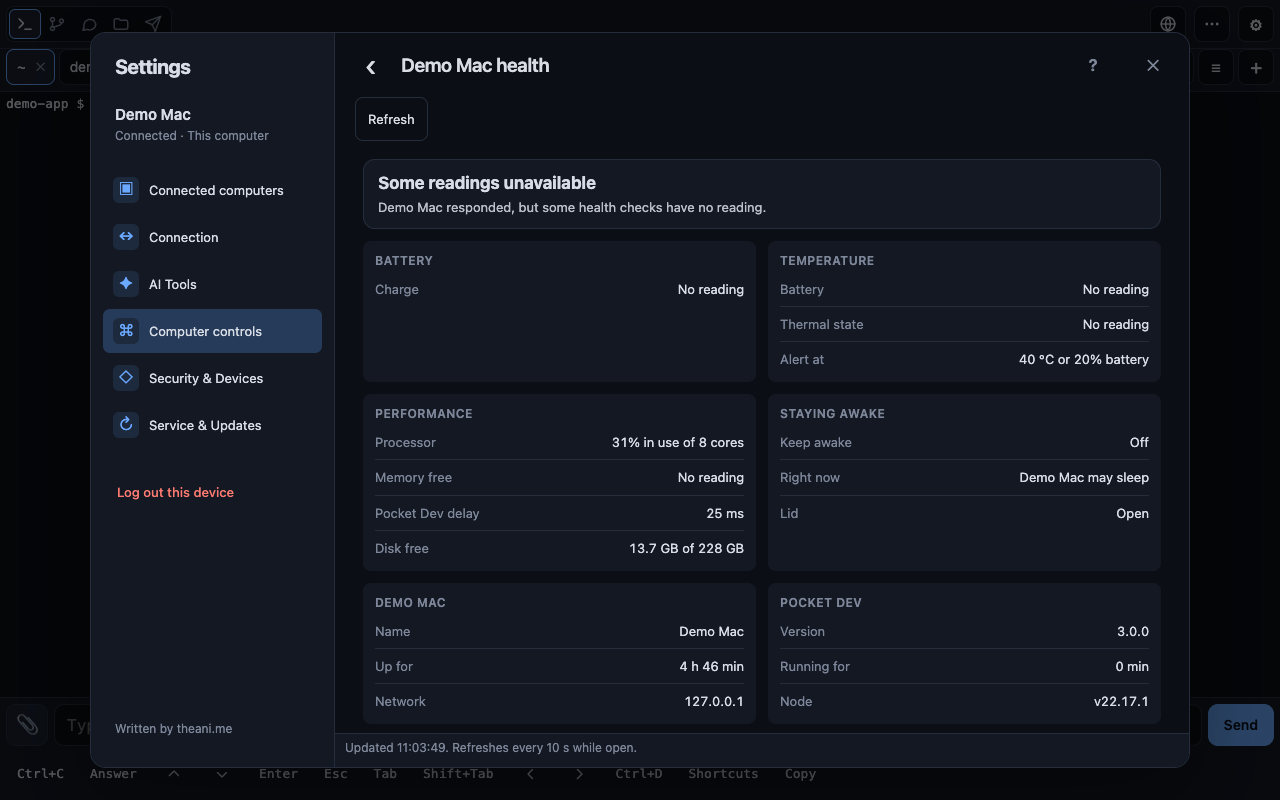 ~ ×
Settings
Demo Mac
Connected · This computer
Connected computers
Connection
AI Tools
Computer controls
Security & Devices
Service & Updates
Log out this device
Written by theani.me
Demo Mac health
?
Refresh
Some readings unavailable
Demo Mac responded, but some health checks have no reading.
BATTERY
Charge No reading
TEMPERATURE
Battery No reading
Thermal state No reading
Alert at 40 °C or 20% battery
PERFORMANCE
Processor 31% in use of 8 cores
Memory free No reading
Pocket Dev delay 25 ms
Disk free 13.7 GB of 228 GB
STAYING AWAKE
Keep awake Off
Right now Demo Mac may sleep
Lid Open
DEMO MAC
Name Demo Mac
Up for 4 h 46 min
Network 127.0.0.1
POCKET DEV
Version 3.0.0
Running for 0 min
Node v22.17.1
Updated 11:03:49. Refreshes every 10 s while open.
demo-app $
Send
Ctrl+C Answer Enter Esc Tab Shift+Tab Ctrl+D Shortcuts Copy